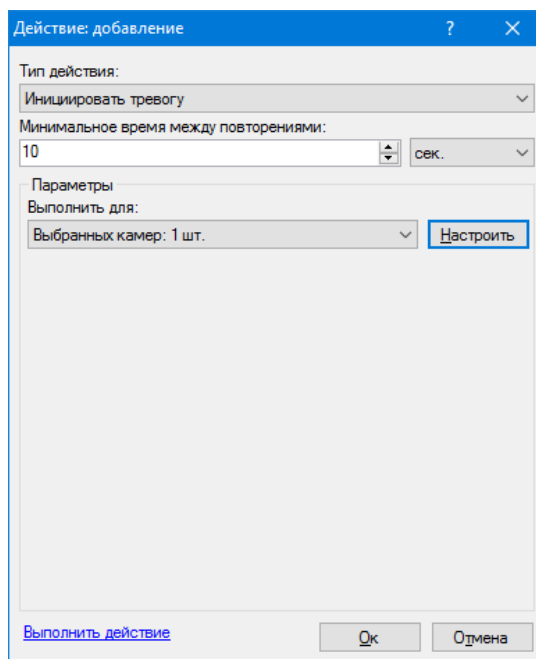 Действие: добавление ?
Тип действия:
Инициировать тревогу
Минимальное время между повторениями:
10 сек.
Параметры
Выполнить для:
Выбранных камер: 1 шт. Настроить
Выполнить действие Ок Отмена